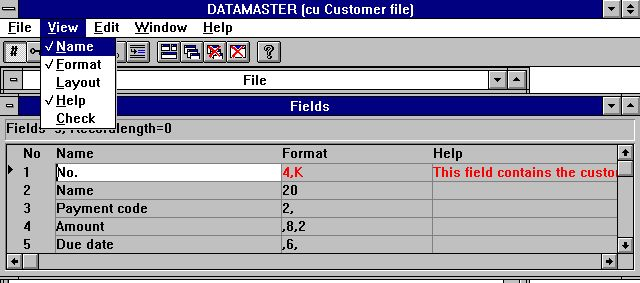 DATAMASTER (cu Customer file)
File View Edit Window Help
# ?
✓ Name
✓ Format
Layout
✓ Help
Check
File
Fields
Recordlength=0
No Name Format Help
1 No. 4,K This field contains the custo
2 Name 20
3 Payment code 2,
4 Amount ,8,2
5 Due date ,6,